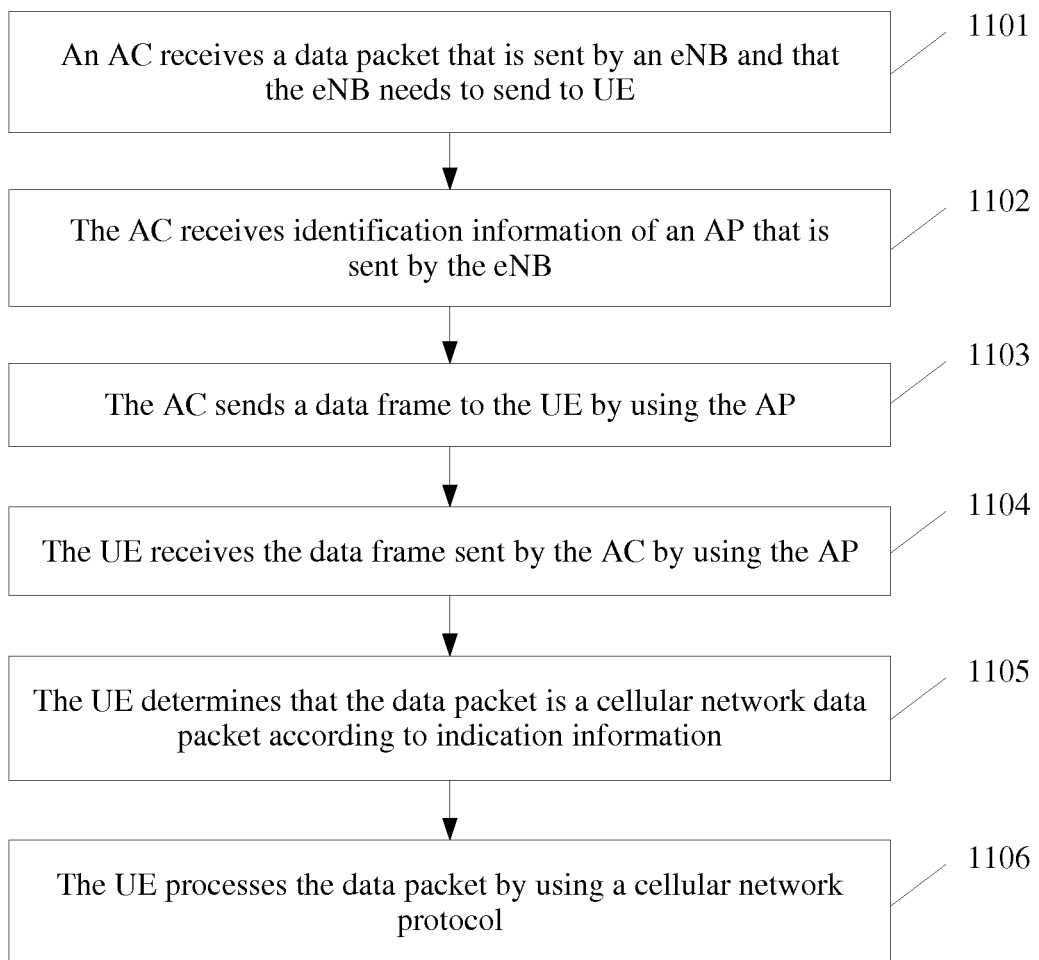 1101
An AC receives a data packet that is sent by an eNB and that
the eNB needs to send to UE
1102
The AC receives identification information of an AP that is
sent by the eNB
1103
The AC sends a data frame to the UE by using the AP
1104
The UE receives the data frame sent by the AC by using the AP
1105
The UE determines that the data packet is a cellular network data
packet according to indication information
1106
The UE processes the data packet by using a cellular network
protocol